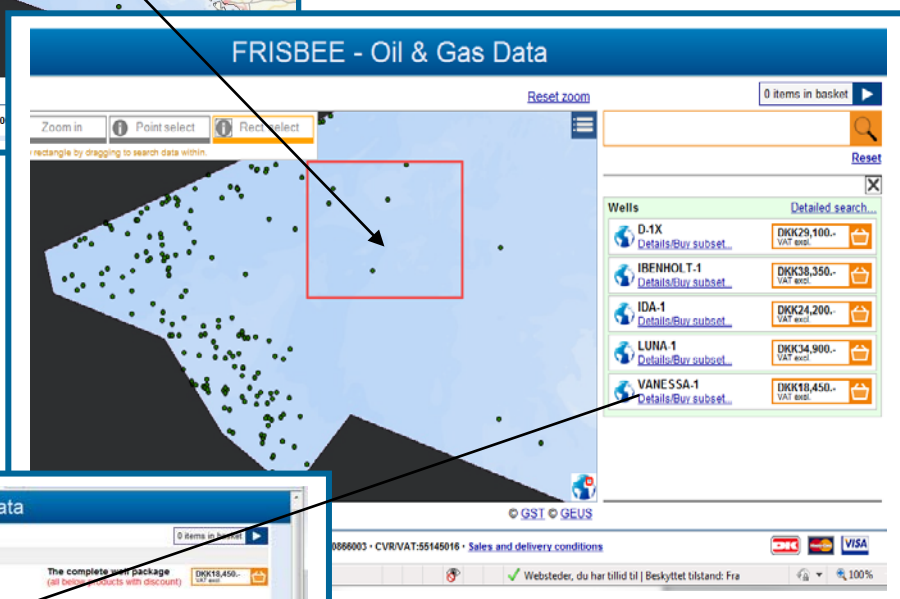 FRISBEE - Oil & Gas Data
Reset zoom
0 items in basket
Zoom in
Point select
Rect select
rectangle by dragging to search data within.
Reset
Wells
Detailed search...
D-1X
Details/Buy subset...
DKK29,100.-
VAT excl.
IBENHOLT-1
Details/Buy subset...
DKK38,350.-
VAT excl.
IDA-1
Details/Buy subset...
DKK24,200.-
VAT excl.
LUNA-1
Details/Buy subset...
DKK34,900.-
VAT excl.
VANESSA-1
Details/Buy subset...
DKK18,450.-
VAT excl.
© GST © GEUS
0866003 · CVR/VAT:55145016 · Sales and delivery conditions
VISA
Websteder, du har tillid til | Beskyttet tilstand: Fra
100%
ata
0 items in basket
The complete well package
(all below products with discount)
DKK18,450.-
VAT excl.